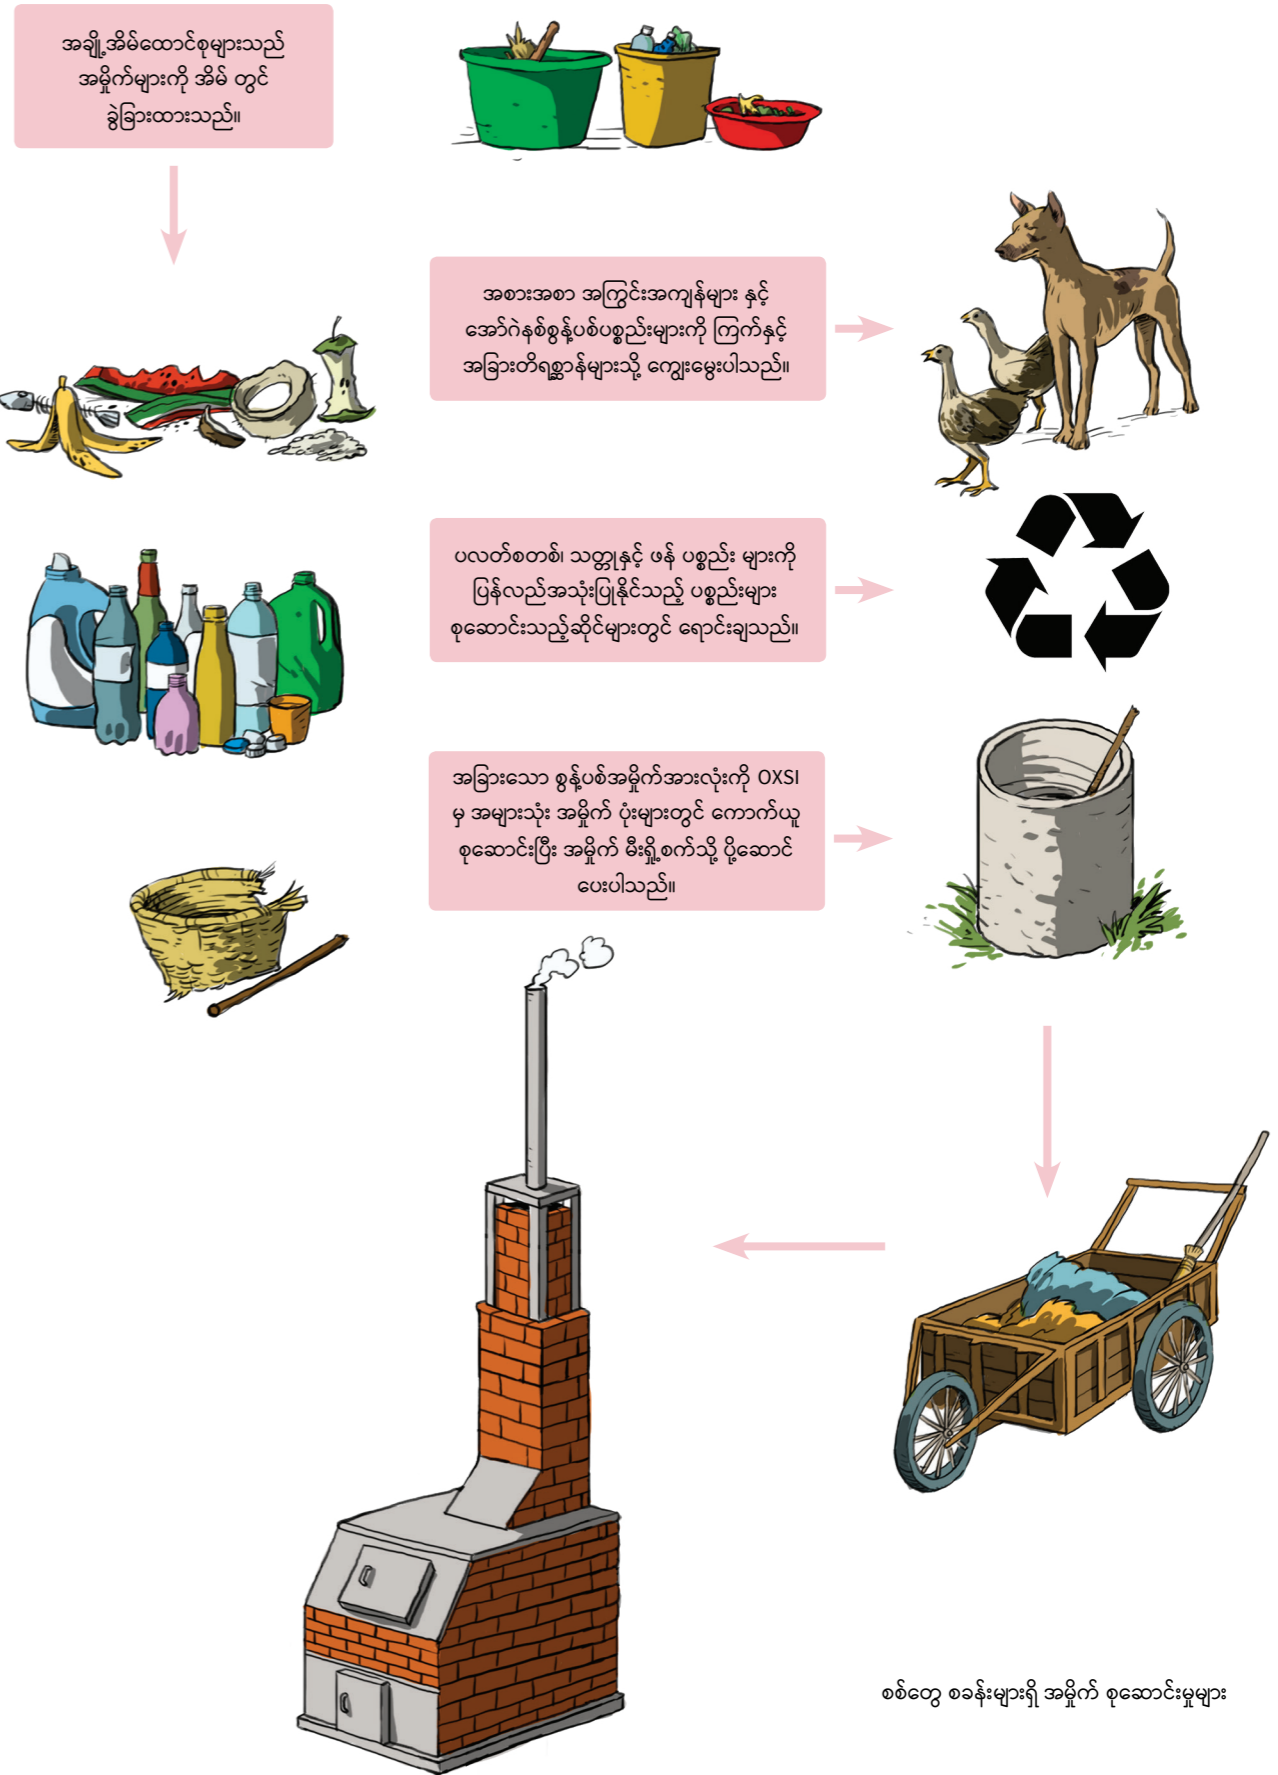 အချို့အိမ်ထောင်စုများသည်
အမှိုက်များကို အိမ် တွင်
ခွဲခြားထားသည်။
အစားအစာ အကြွင်းအကျန်များ နှင့်
အော်ဂဲနစ်စွန့်ပစ်ပစ္စည်းများကို ကြက်နှင့်
အခြားတိရစ္ဆာန်များသို့ ကျွေးမွေးပါသည်။
ပလတ်စတစ်၊ သတ္တုနှင့် ဖန် ပစ္စည်း များကို
ပြန်လည်အသုံးပြုနိုင်သည့် ပစ္စည်းများ
စုဆောင်းသည့်ဆိုင်များတွင် ရောင်းချသည်။
အခြားသော စွန့်ပစ်အမှိုက်အားလုံးကို OXSI
မှ အများသုံး အမှိုက် ပုံးများတွင် ကောက်ယူ
စုဆောင်းပြီး အမှိုက် မီးရှို့စက်သို့ ပို့ဆောင်
ပေးပါသည်။
စစ်တွေ စခန်းများရှိ အမှိုက် စုဆောင်းမှုများ